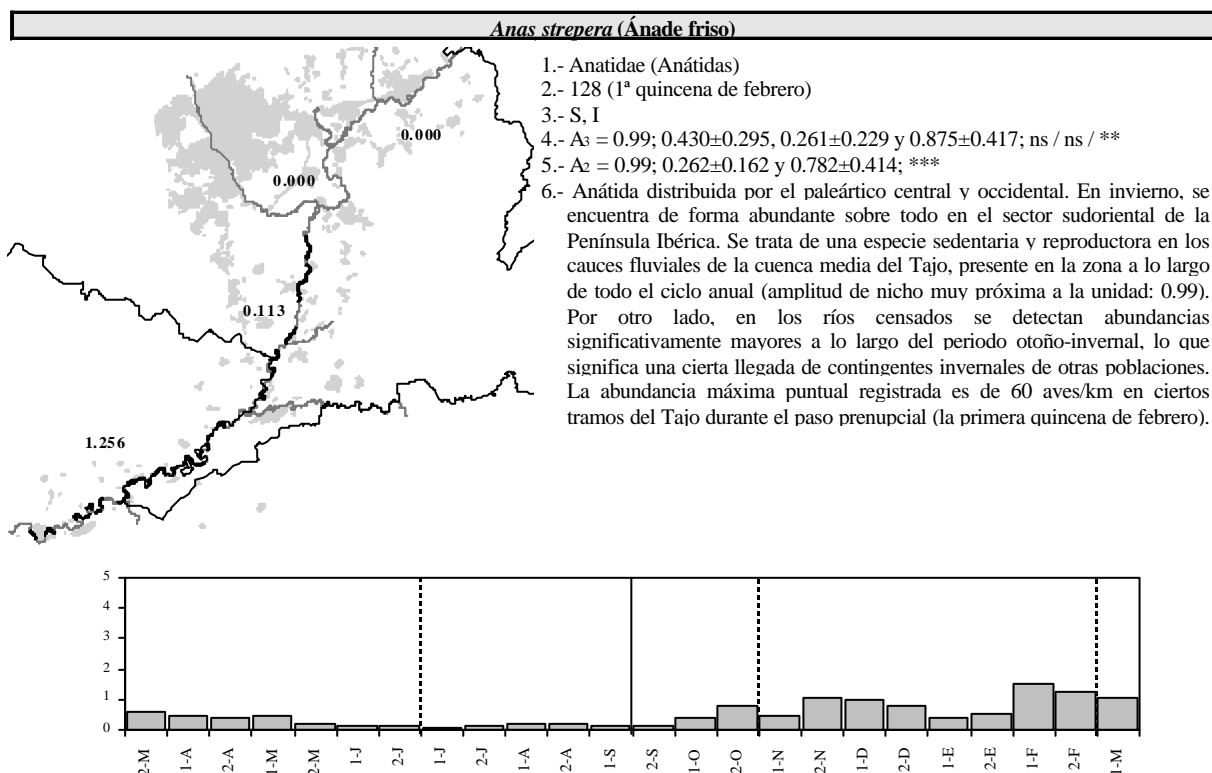 Anas strepera (Ánade friso)
1.- Anatidae (Anátidas)
2.- 128 (1ª quincena de febrero)
3.- S, I
4.- A3 = 0.99; 0.430±0.295, 0.261±0.229 y 0.875±0.417; ns / ns / **
5.- A2 = 0.99; 0.262±0.162 y 0.782±0.414; ***
6.- Anátida distribuida por el paleártico central y occidental. En invierno, se
encuentra de forma abundante sobre todo en el sector sudoriental de la
Península Ibérica. Se trata de una especie sedentaria y reproductora en los
cauces fluviales de la cuenca media del Tajo, presente en la zona a lo largo
de todo el ciclo anual (amplitud de nicho muy próxima a la unidad: 0.99).
Por otro lado, en los ríos censados se detectan abundancias
significativamente mayores a lo largo del periodo otoño-invernal, lo que
significa una cierta llegada de contingentes invernales de otras poblaciones.
La abundancia máxima puntual registrada es de 60 aves/km en ciertos
tramos del Tajo durante el paso prenupcial (la primera quincena de febrero).
0.000
0.000
0.113
1.256
5
4
3
2
1
0
2-M
1-A
2-A
1-M
2-M
1-J
2-J
1-J
2-J
1-A
2-A
1-S
2-S
1-O
2-O
1-N
2-N
1-D
2-D
1-E
2-E
1-F
2-F
1-M